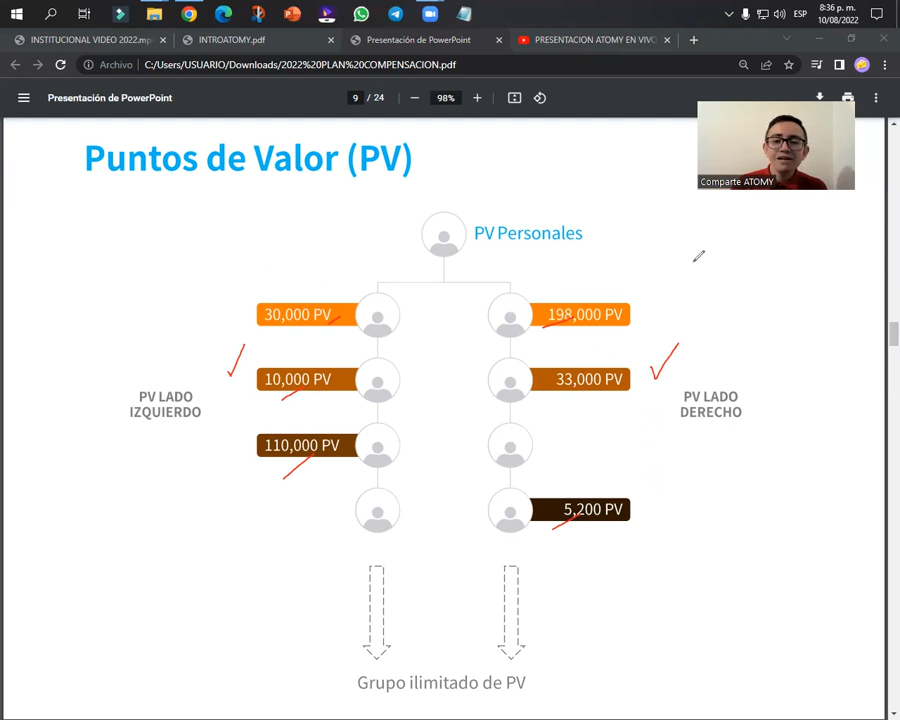 8:36 p. m.
ESP
10/08/2022
INSTITUCIONAL VIDEO 2022.mp
INTROATOMY.pdf
Presentación de PowerPoint
PRESENTACION ATOMY EN VIVO
Archivo
C:/Users/USUARIO/Downloads/2022%20PLAN%20COMPENSACION.pdf
Presentación de PowerPoint
9 / 24
98%
Comparte ATOMY
Puntos de Valor (PV)
PV Personales
30,000 PV
198,000 PV
10,000 PV
33,000 PV
PV LADO
IZQUIERDO
PV LADO
DERECHO
110,000 PV
5,200 PV
Grupo ilimitado de PV